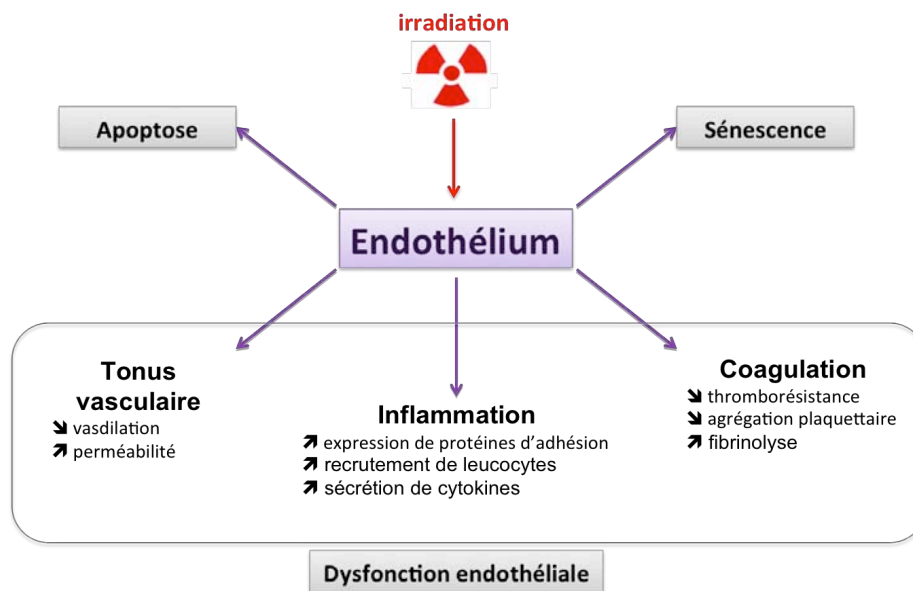 irradiation
Apoptose
Sénescence
Endothélium
Tonus
vasculaire
↘ vasdilation
↗ perméabilité
Inflammation
↗ expression de protéines d’adhésion
↗ recrutement de leucocytes
↗ sécrétion de cytokines
Coagulation
↘ thromborésistance
↘ agrégation plaquettaire
↗ fibrinolyse
Dysfonction endothéliale